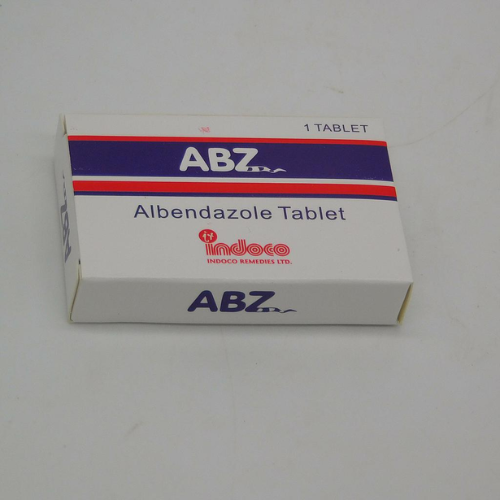 1 TABLET
ABZ
Albendazole Tablet
indoco
INDOCO REMEDIES LTD.
ABZ